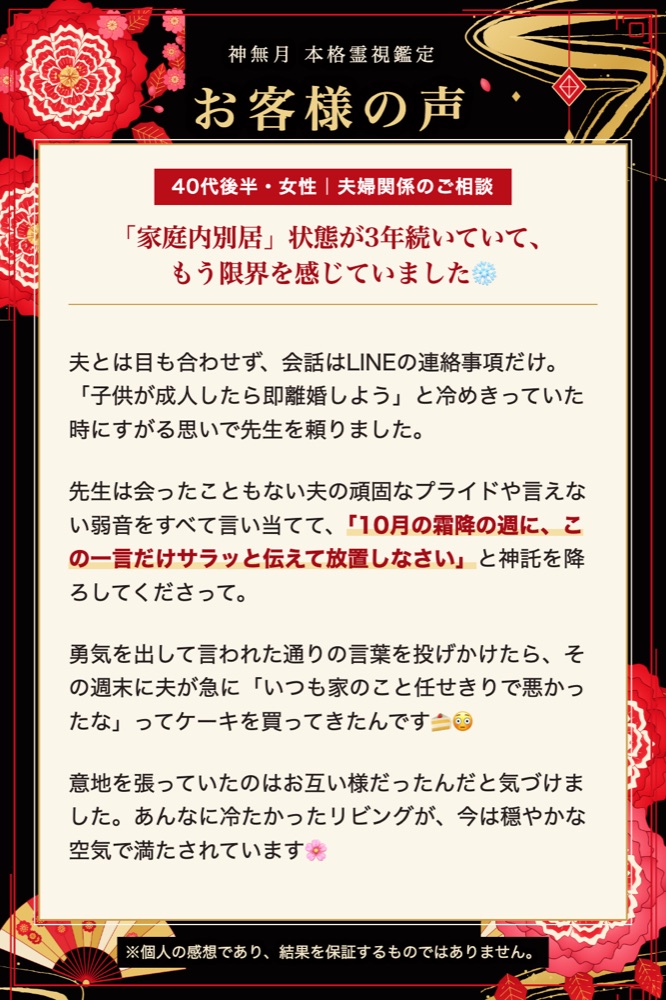 神無月 本格霊視鑑定
お客様の声
40代後半・女性｜夫婦関係のご相談
「家庭内別居」状態が3年続いていて、
もう限界を感じていました❄️
夫とは目も合わせず、会話はLINEの連絡事項だけ。
「子供が成人したら即離婚しよう」と冷めきっていた
時にすがる思いで先生を頼りました。
先生は会ったこともない夫の頑固なプライドや言えな
い弱音をすべて言い当てて、「10月の霜降の週に、こ
の一言だけサラッと伝えて放置しなさい」と神託を降
ろしてくださって。
勇気を出して言われた通りの言葉を投げかけたら、そ
の週末に夫が急に「いつも家のこと任せきりで悪かっ
たな」ってケーキを買ってきたんです🍰😳
意地を張っていたのはお互い様だったんだと気づけま
した。あんなに冷たかったリビングが、今は穏やかな
空気で満たされています🌸
※個人の感想であり、結果を保証するものではありません。